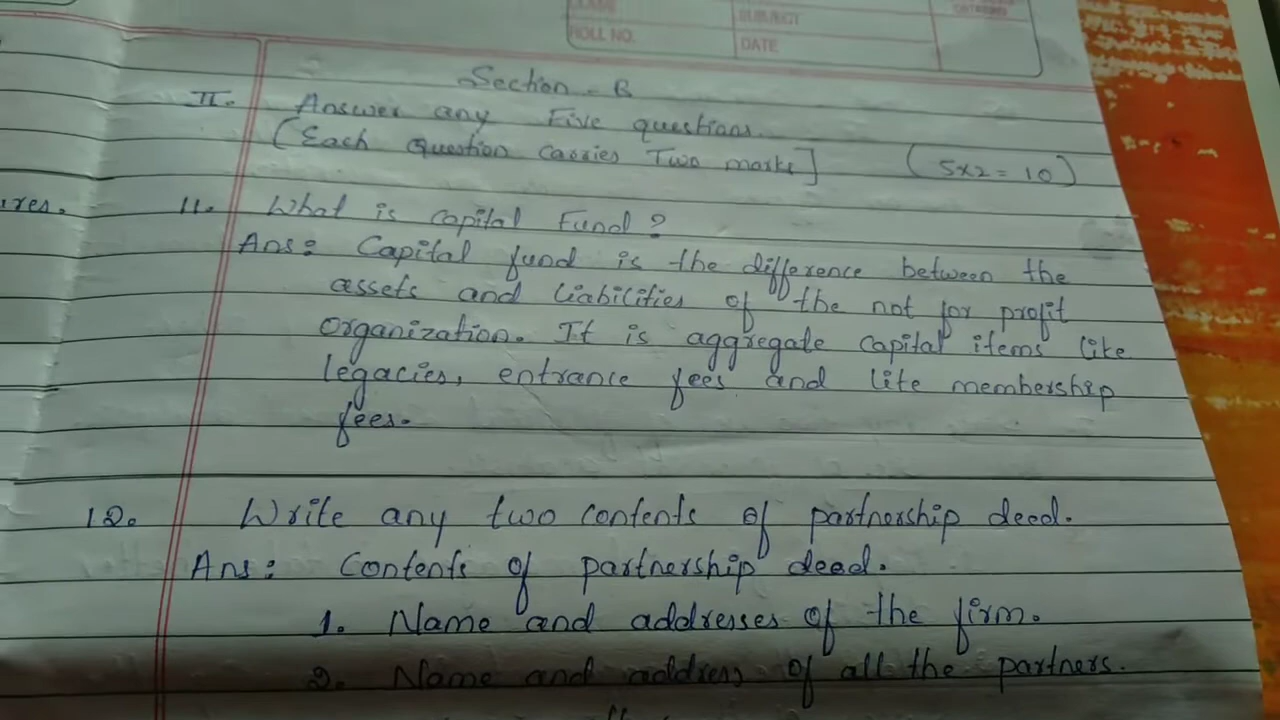 ROLL NO.
SUBJECT
DATE
Section - B
II. Answer any Five questions.
(Each Question Carries Two marks] (5x2=10)
11. What is Capital Fund?
Ans: Capital fund is the difference between the
assets and liabilities of the not for profit
Organization. It is aggregate capital items like
legacies, entrance fees and life membership
fees.
12. Write any two contents of partnership deed.
Ans: Contents of partnership deed.
1. Name and addresses of the firm.
2. Name and address of all the partners.